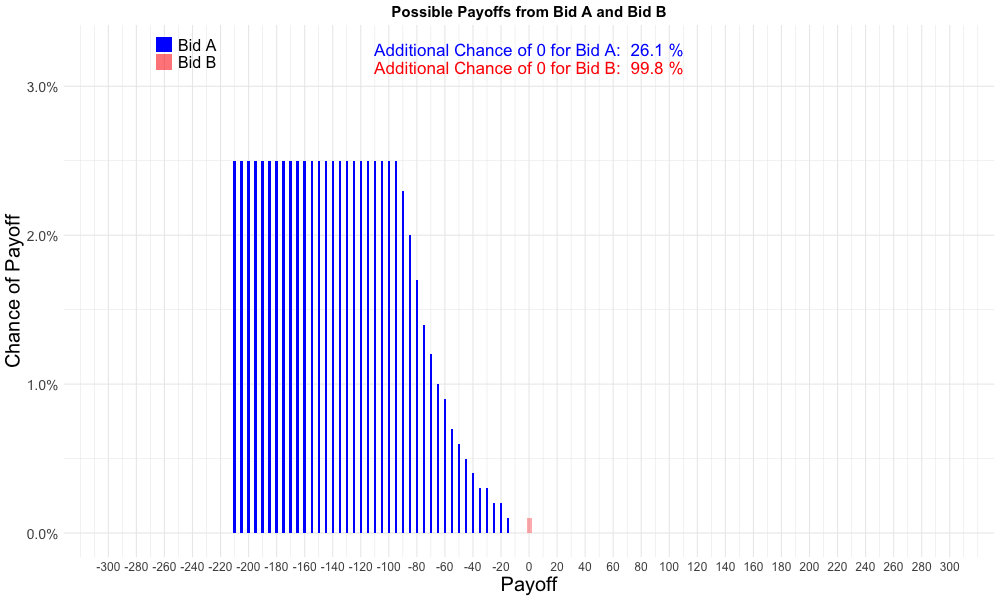 Possible Payoffs from Bid A and Bid B
Bid A
Bid B
Additional Chance of 0 for Bid A: 26.1 %
Additional Chance of 0 for Bid B: 99.8 %
Chance of Payoff
3.0%
2.0%
1.0%
0.0%
-300 -280 -260 -240 -220 -200 -180 -160 -140 -120 -100 -80 -60 -40 -20 0 20 40 60 80 100 120 140 160 180 200 220 240 260 280 300
Payoff